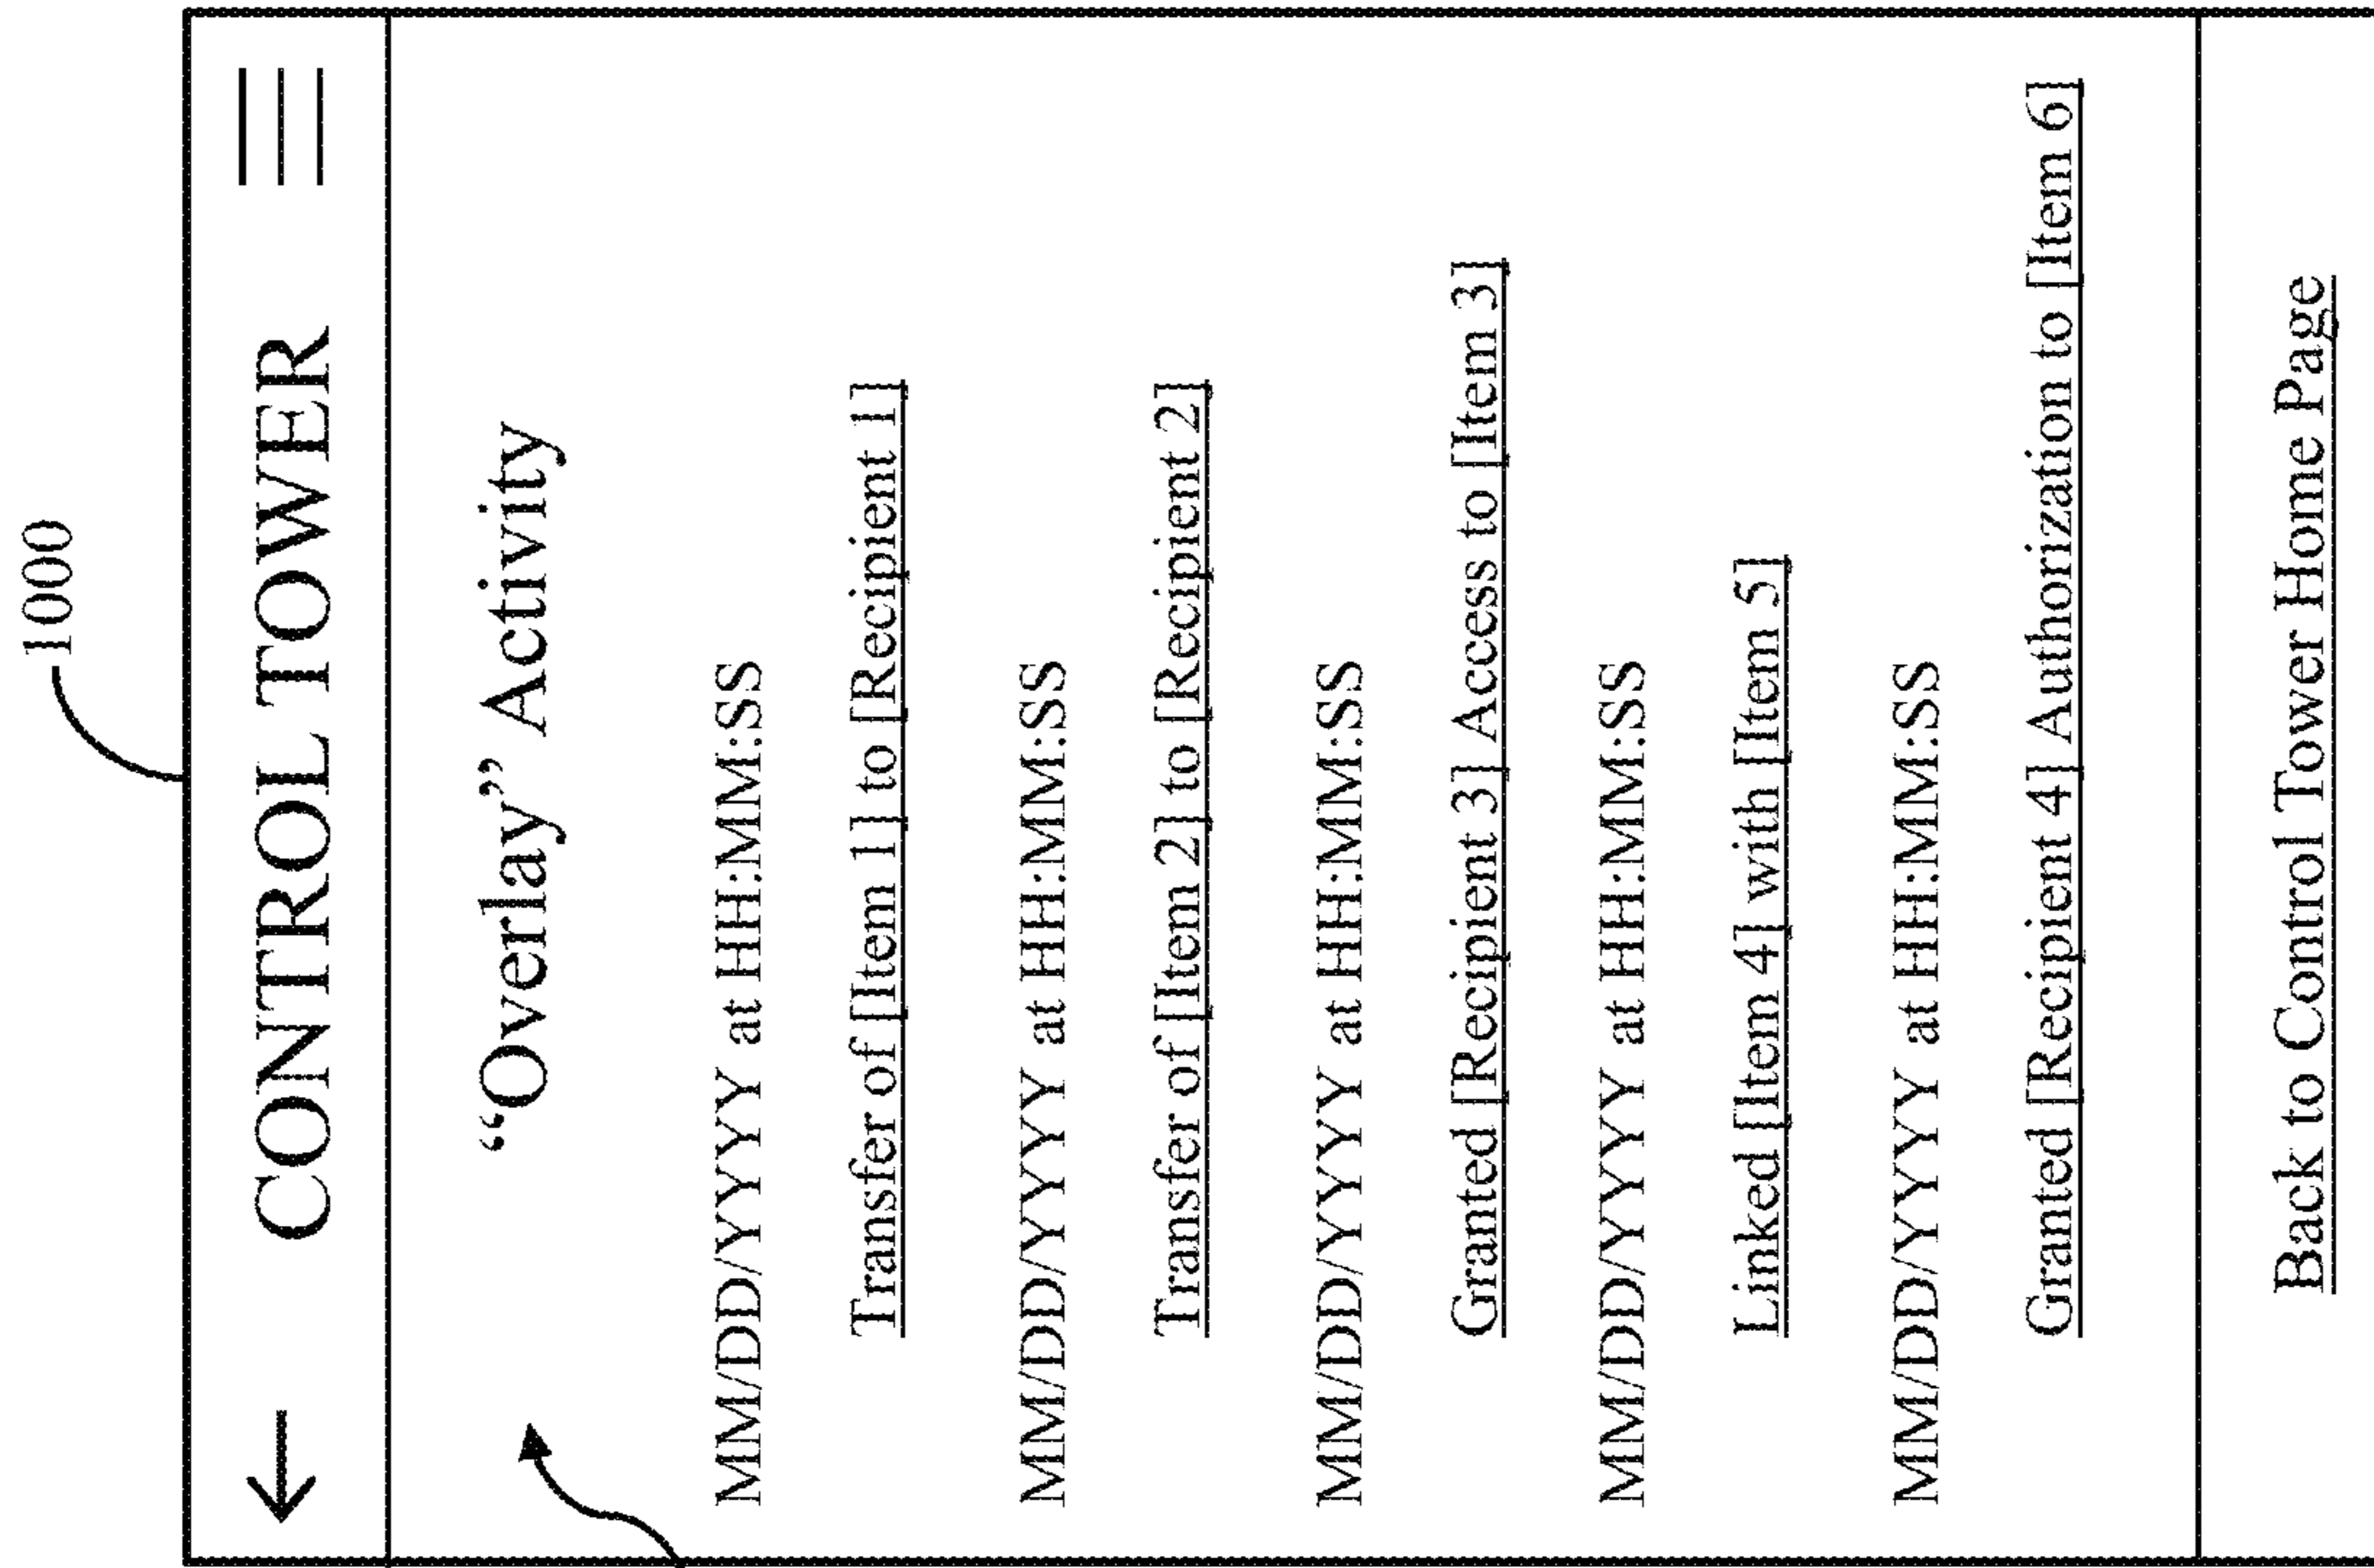 1000
CONTROL TOWER
“Overlay” Activity
MM/DD/YYYY at HH:MM:SS
Transfer of [Item 1] to [Recipient 1]
MM/DD/YYYY at HH:MM:SS
Transfer of [Item 2] to [Recipient 2]
MM/DD/YYYY at HH:MM:SS
Granted [Recipient 3] Access to [Item 3]
MM/DD/YYYY at HH:MM:SS
Linked [Item 4] with [Item 5]
MM/DD/YYYY at HH:MM:SS
Granted [Recipient 4] Authorization to [Item 6]
Back to Control Tower Home Page